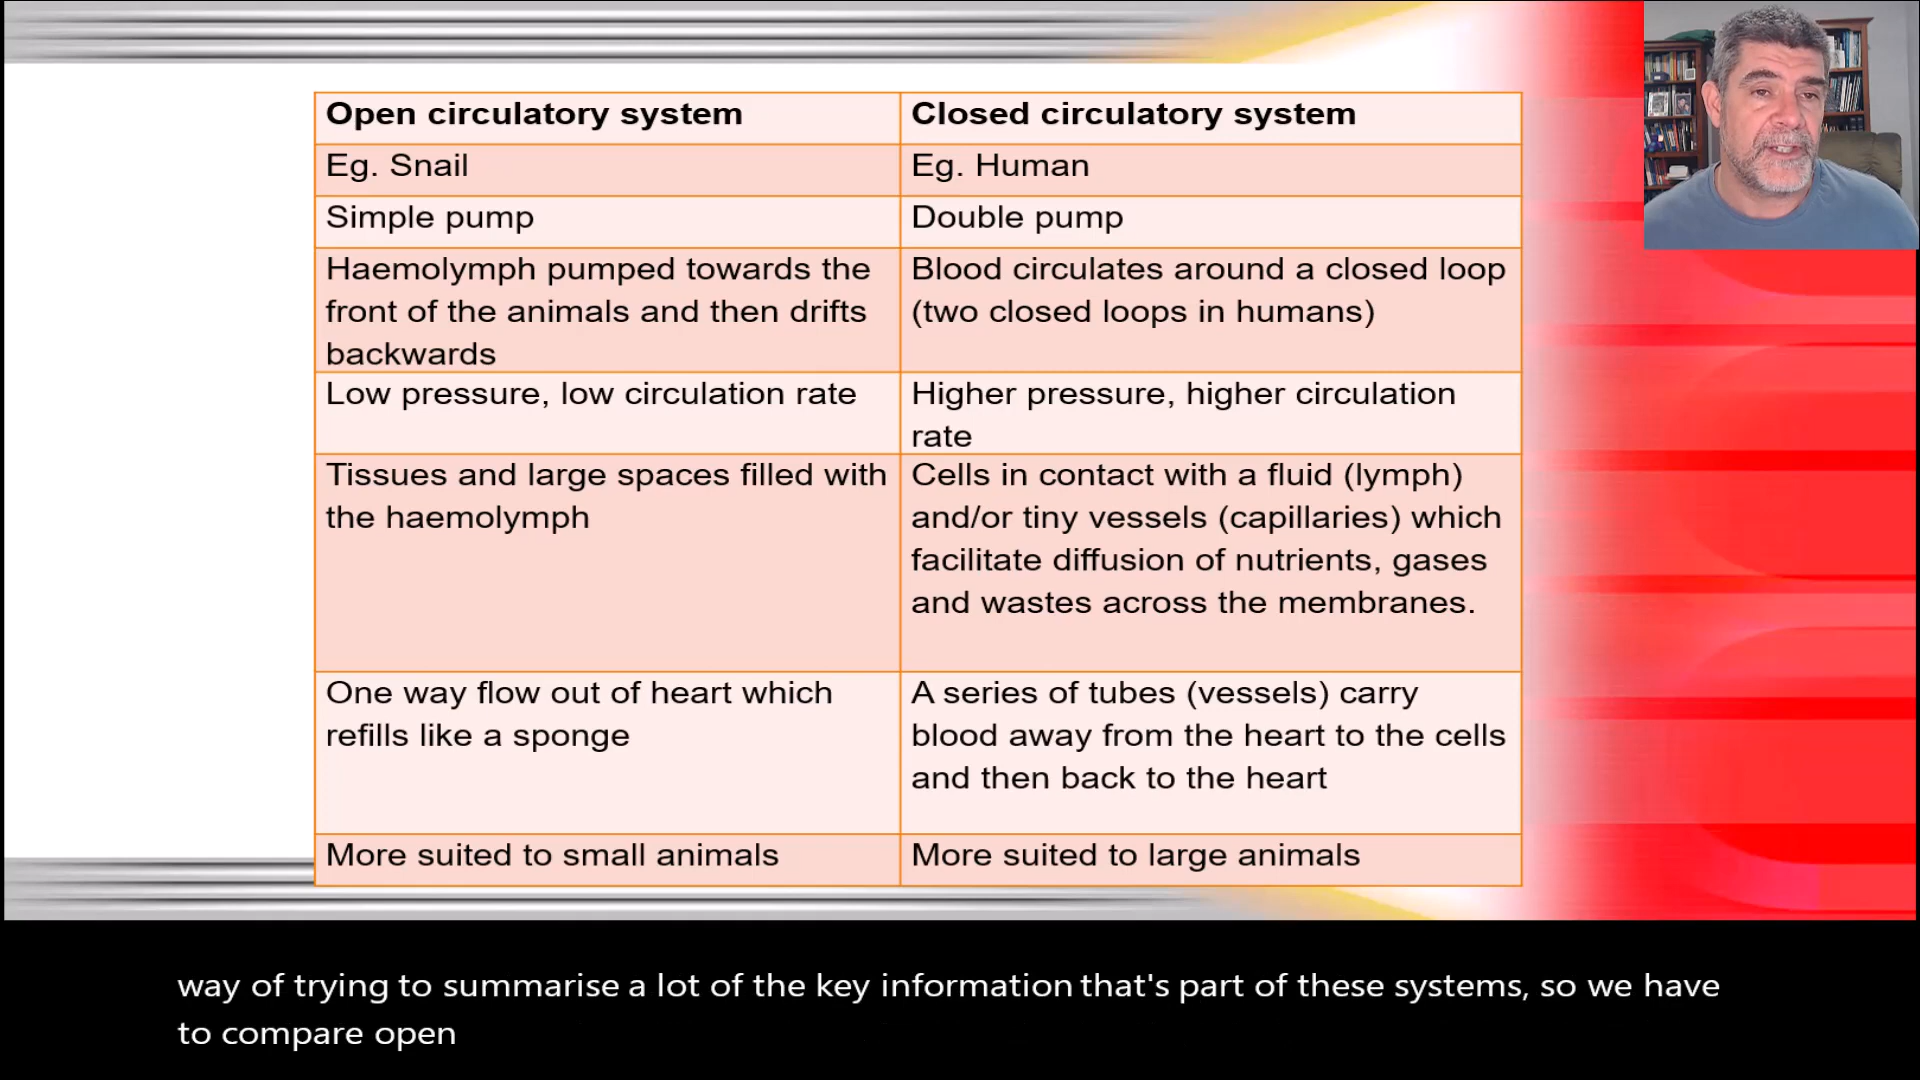 Open circulatory system
Closed circulatory system
Eg. Snail
Eg. Human
Simple pump
Double pump
Haemolymph pumped towards the
front of the animals and then drifts
backwards
Blood circulates around a closed loop
(two closed loops in humans)
Low pressure, low circulation rate
Higher pressure, higher circulation
rate
Tissues and large spaces filled with
the haemolymph
Cells in contact with a fluid (lymph)
and/or tiny vessels (capillaries) which
facilitate diffusion of nutrients, gases
and wastes across the membranes.
One way flow out of heart which
refills like a sponge
A series of tubes (vessels) carry
blood away from the heart to the cells
and then back to the heart
More suited to small animals
More suited to large animals
way of trying to summarise a lot of the key information that's part of these systems, so we have
to compare open